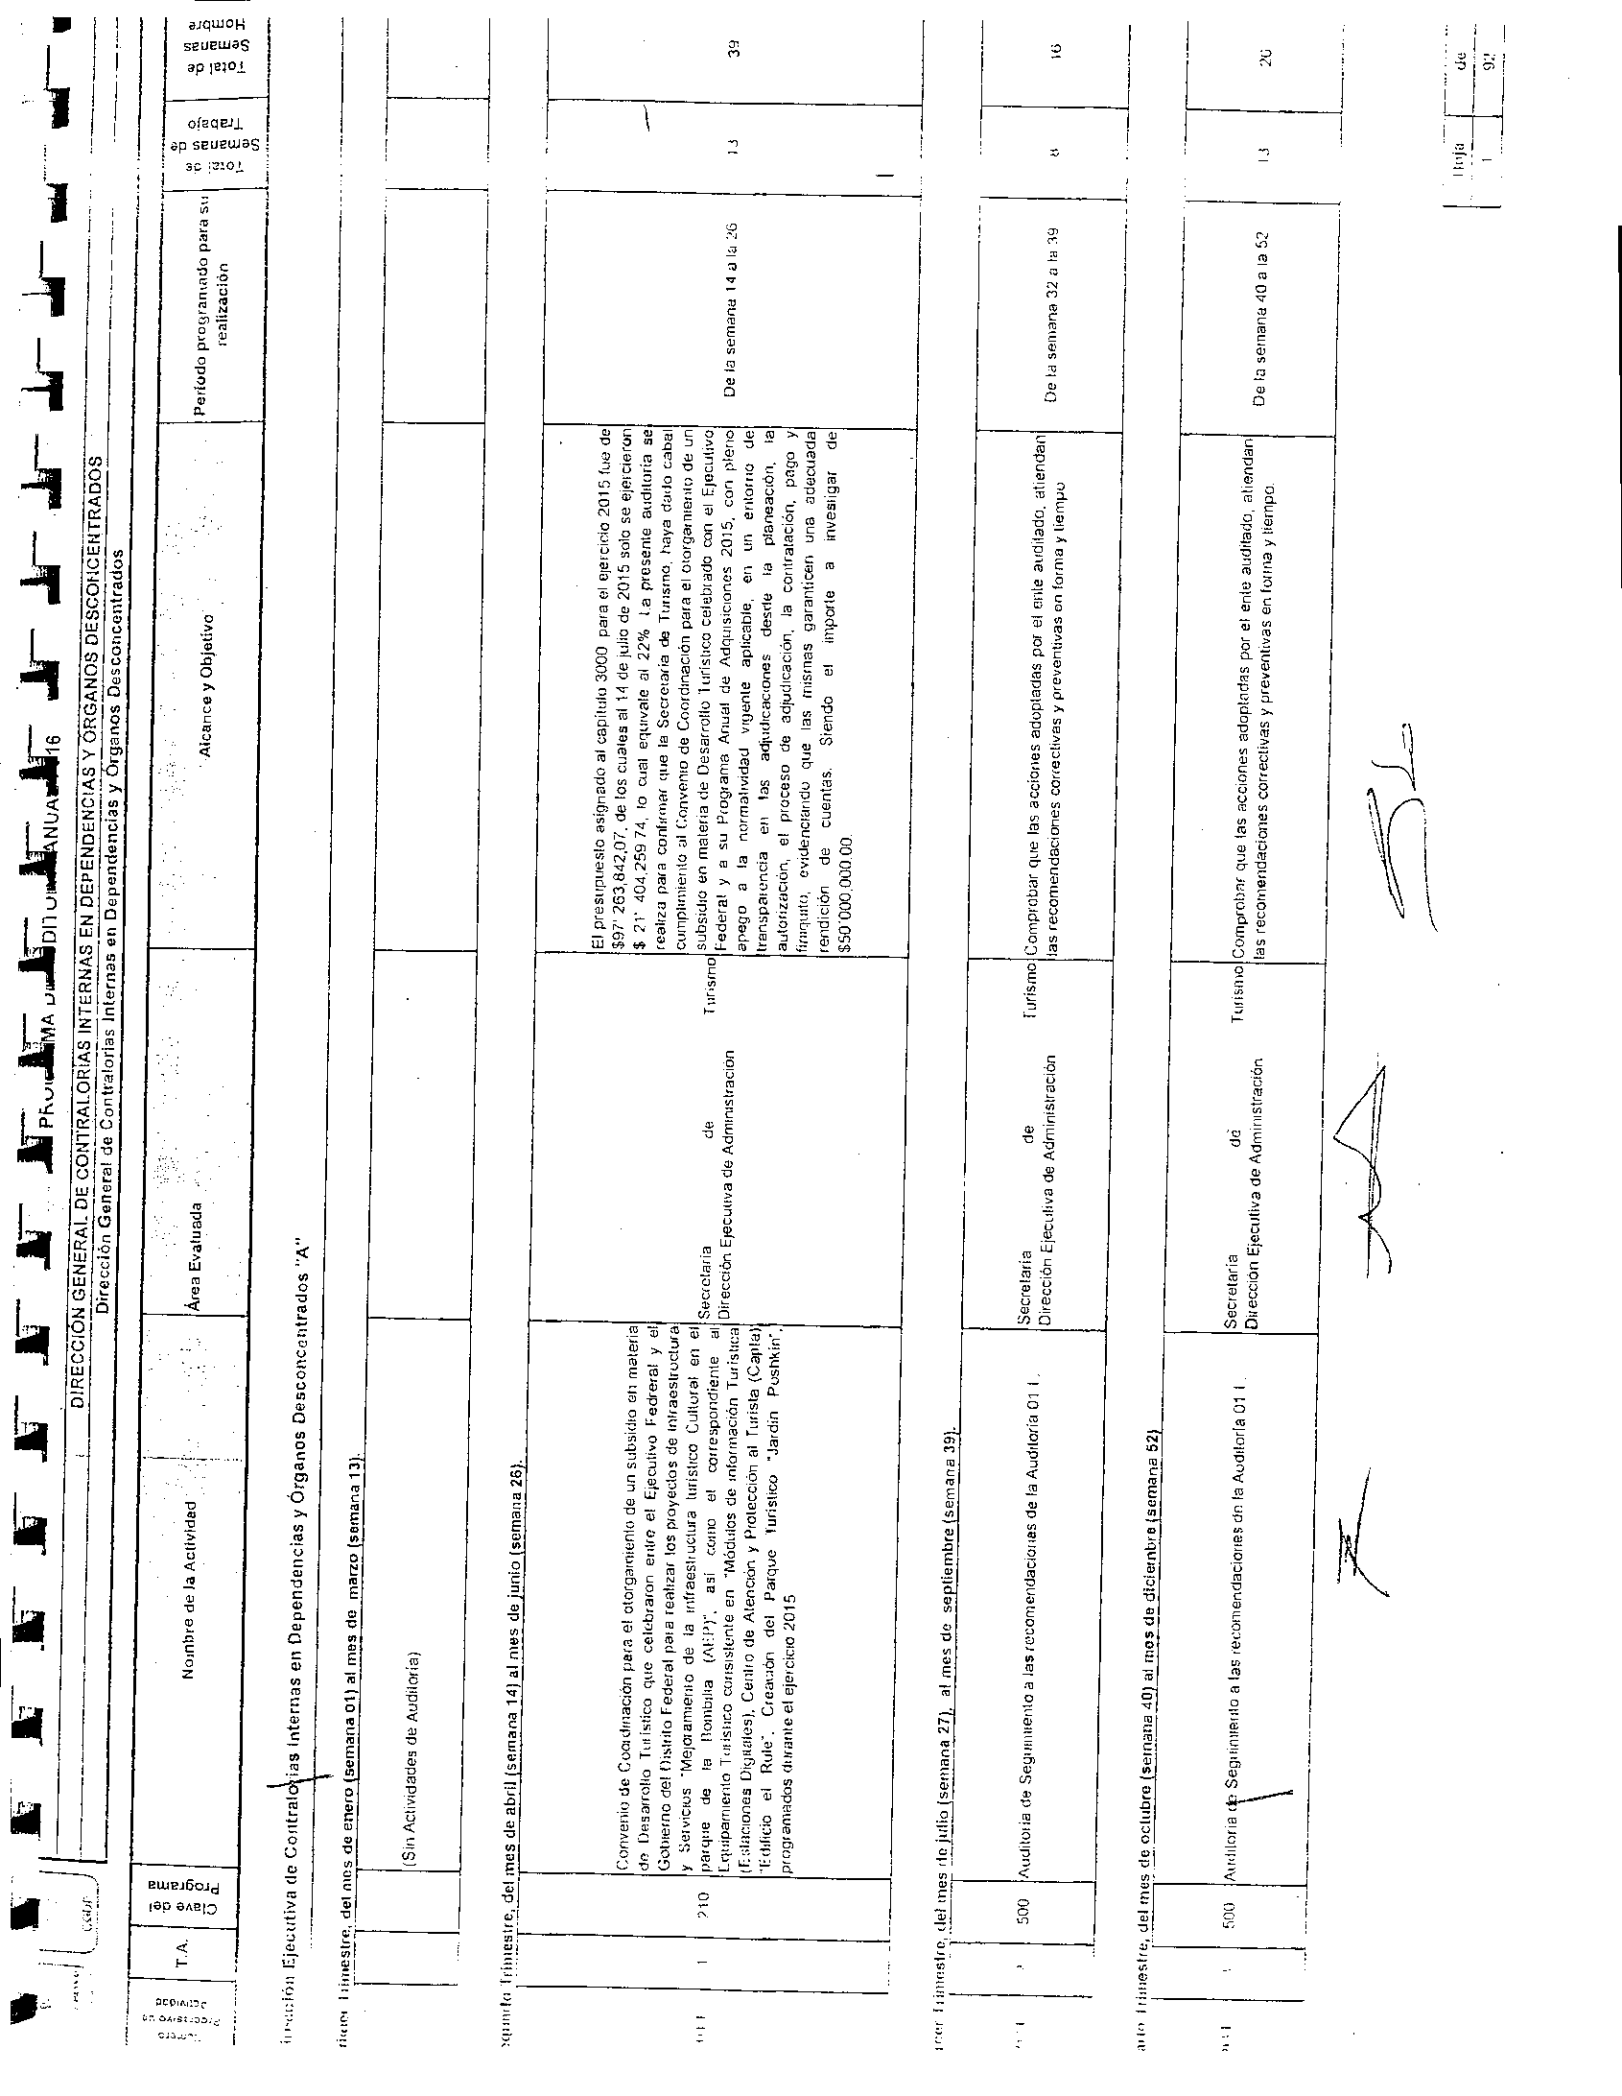 DIRECCIÓN GENERAL DE CONTRALORÍAS INTERNAS EN DEPENDENCIAS Y ÓRGANOS DESCONCENTRADOS
Dirección General de Contralorías Internas en Dependencias y Órganos Desconcentrados
T.A.
Clave del Programa
Nombre de la Actividad
Área Evaluada
Alcance y Objetivo
Período programado para su realización
Total de Semanas de Trabajo
Total de Semanas Hombre
Ejecutiva de Contralorías Internas en Dependencias y Órganos Desconcentrados "A"
Trimestre, del mes de enero (semana 01) al mes de marzo (semana 13).
(Sin Actividades de Auditoría)
Trimestre, del mes de abril (semana 14) al mes de junio (semana 26).
1
210
Convenio de Coordinación para el otorgamiento de un subsidio en materia
de Desarrollo Turístico que celebraron entre el Ejecutivo Fedreral y el
Gobierno del Distrito Federal para realizar los proyectos de Infraestructura
y Servicios "Mejoramiento de la infraestructura turístico Cultural en el
parque de la Bombilla (AEP)", así como el correspondiente al
Equipamiento Turístico consistente en "Módulos de información Turística
(Estaciones Digitales), Centro de Atención y Protección al Turista (Capta)
"Edificio el Rule". Creación del Parque Turístico "Jardín Pushkin",
programados durante el ejercicio 2015
Secretaría de Turismo
Dirección Ejecutiva de Administración
El presupuesto asignado al capítulo 3000 para el ejercicio 2015 fue de
$97' 263,842.07, de los cuales al 14 de julio de 2015 solo se ejercieron
$ 21' 404,259 74, lo cual equivale al 22% La presente auditoría se
realiza para confirmar que la Secretaría de Turismo, haya dado cabal
cumplimiento al Convenio de Coordinación para el otorgamiento de un
subsidio en materia de Desarrollo Turístico celebrado con el Ejecutivo
Federal y a su Programa Anual de Adquisiciones 2015, con pleno
apego a la normatividad vigente aplicable, en un entorno de
transparencia en las adjudicaciones desde la planeación, la
autorización, el proceso de adjudicación, la contratación, pago y
finiquito, evidenciando que las mismas garanticen una adecuada
rendición de cuentas. Siendo el importe a investigar de
$50'000,000.00.
De la semana 14 a la 26
13
39
Trimestre, del mes de julio (semana 27), al mes de septiembre (semana 39).
500
Auditoría de Seguimiento a las recomendaciones de la Auditoría 01 I.
Secretaría de Turismo
Dirección Ejecutiva de Administración
Comprobar que las acciones adoptadas por el ente auditado, atiendan
las recomendaciones correctivas y preventivas en forma y tiempo
De la semana 32 a la 39
8
16
Trimestre, del mes de octubre (semana 40) al mes de diciembre (semana 52)
500
Auditoría de Seguimiento a las recomendaciones de la Auditoría 01 I.
Secretaría de Turismo
Dirección Ejecutiva de Administración
Comprobar que las acciones adoptadas por el ente auditado, atiendan
las recomendaciones correctivas y preventivas en forma y tiempo.
De la semana 40 a la 52
13
26
Hoja de
1 92